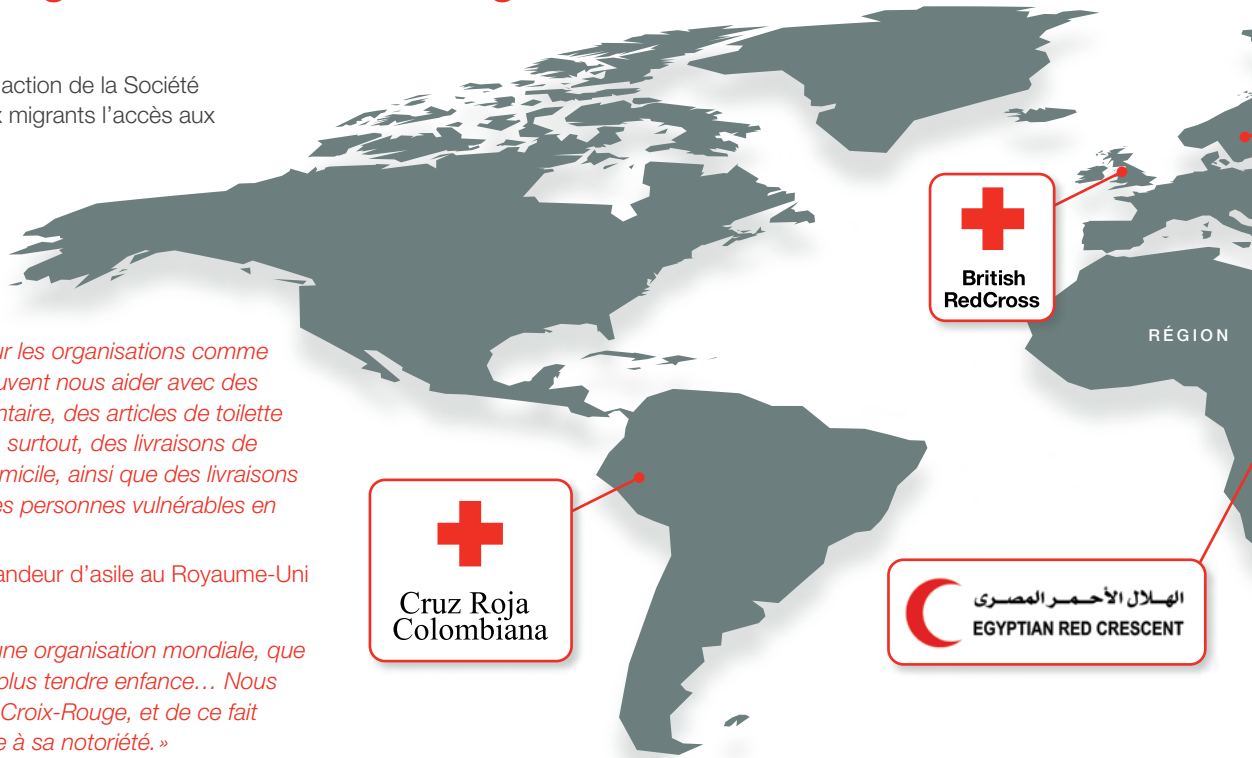 action de la Société
migrants l'accès aux
ur les organisations comme
uvent nous aider avec des
ntaire, des articles de toilette
surtout, des livraisons de
micile, ainsi que des livraisons
es personnes vulnérables en
andeur d'asile au Royaume-Uni
une organisation mondiale, que
plus tendre enfance… Nous
Croix-Rouge, et de ce fait
e à sa notoriété. »
British
RedCross
RÉGION
Cruz Roja
Colombiana
الهلال الأحمر المصرى
EGYPTIAN RED CRESCENT